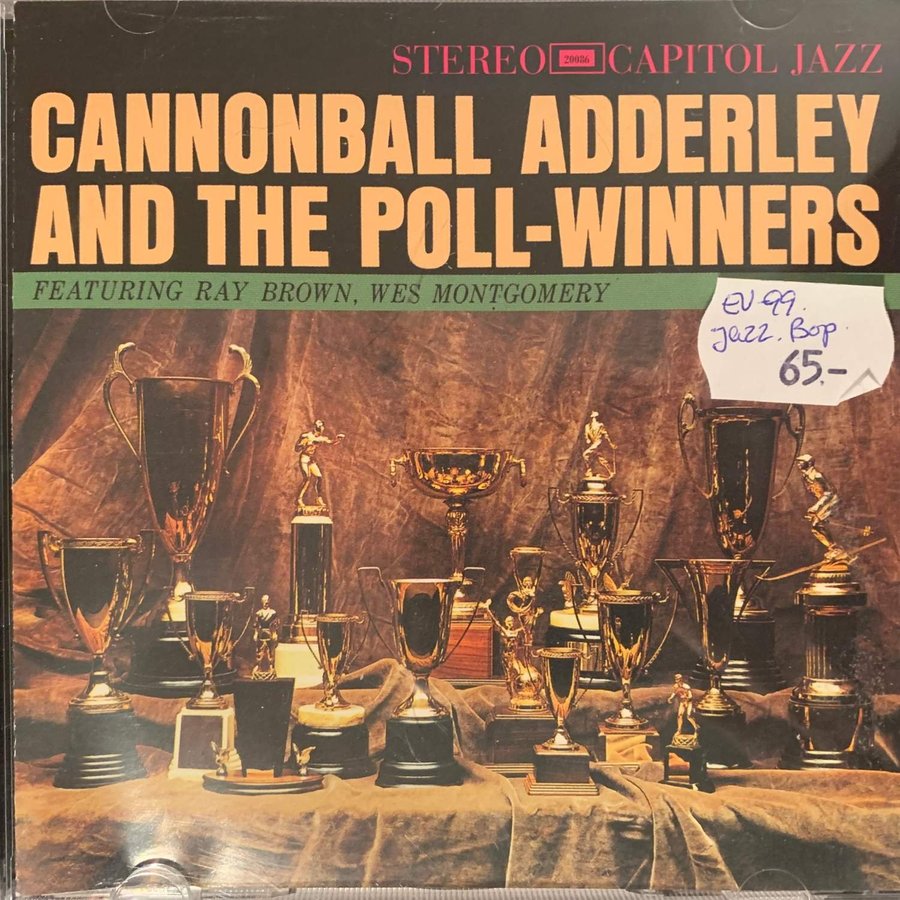 STEREO 20086 CAPITOL JAZZ
CANNONBALL ADDERLEY
AND THE POLL-WINNERS
FEATURING RAY BROWN, WES MONTGOMERY
EV-99.
Jazz. Bop.
65.-